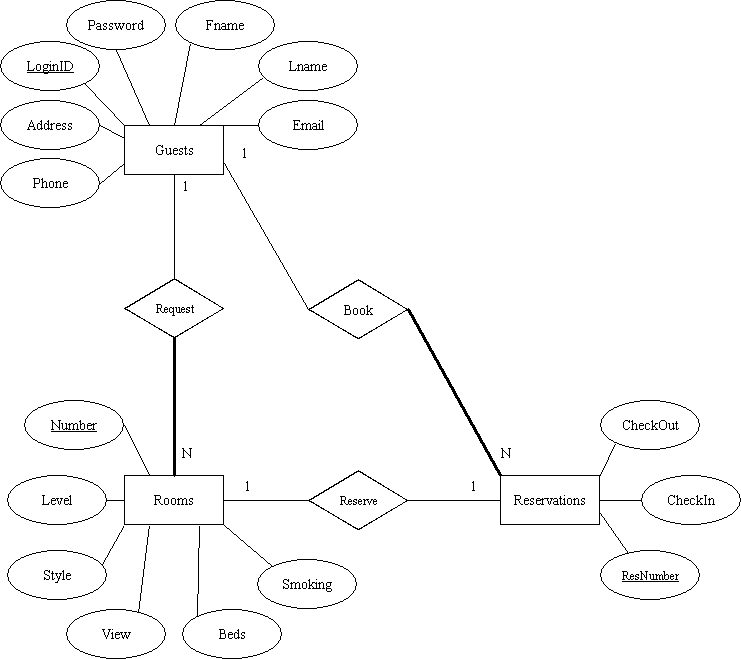 Password
Fname
LoginID
Lname
Address
Email
Guests
1
Phone
1
Request
Book
Number
CheckOut
N
N
Level
Rooms
1
Reserve
1
Reservations
CheckIn
Style
Smoking
ResNumber
View
Beds